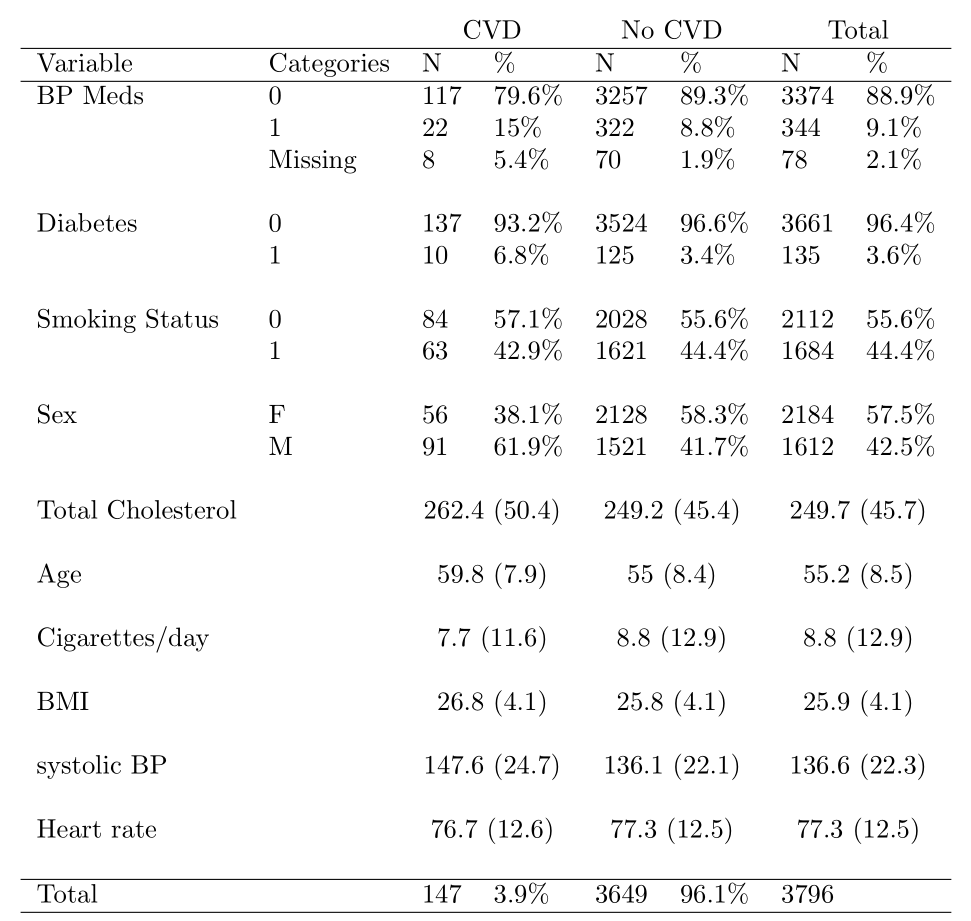 CVD No CVD Total
Variable Categories N % N % N %
BP Meds 0 117 79.6% 3257 89.3% 3374 88.9%
1 22 15% 322 8.8% 344 9.1%
Missing 8 5.4% 70 1.9% 78 2.1%
Diabetes 0 137 93.2% 3524 96.6% 3661 96.4%
1 10 6.8% 125 3.4% 135 3.6%
Smoking Status 0 84 57.1% 2028 55.6% 2112 55.6%
1 63 42.9% 1621 44.4% 1684 44.4%
Sex F 56 38.1% 2128 58.3% 2184 57.5%
M 91 61.9% 1521 41.7% 1612 42.5%
Total Cholesterol 262.4 (50.4) 249.2 (45.4) 249.7 (45.7)
Age 59.8 (7.9) 55 (8.4) 55.2 (8.5)
Cigarettes/day 7.7 (11.6) 8.8 (12.9) 8.8 (12.9)
BMI 26.8 (4.1) 25.8 (4.1) 25.9 (4.1)
systolic BP 147.6 (24.7) 136.1 (22.1) 136.6 (22.3)
Heart rate 76.7 (12.6) 77.3 (12.5) 77.3 (12.5)
Total 147 3.9% 3649 96.1% 3796